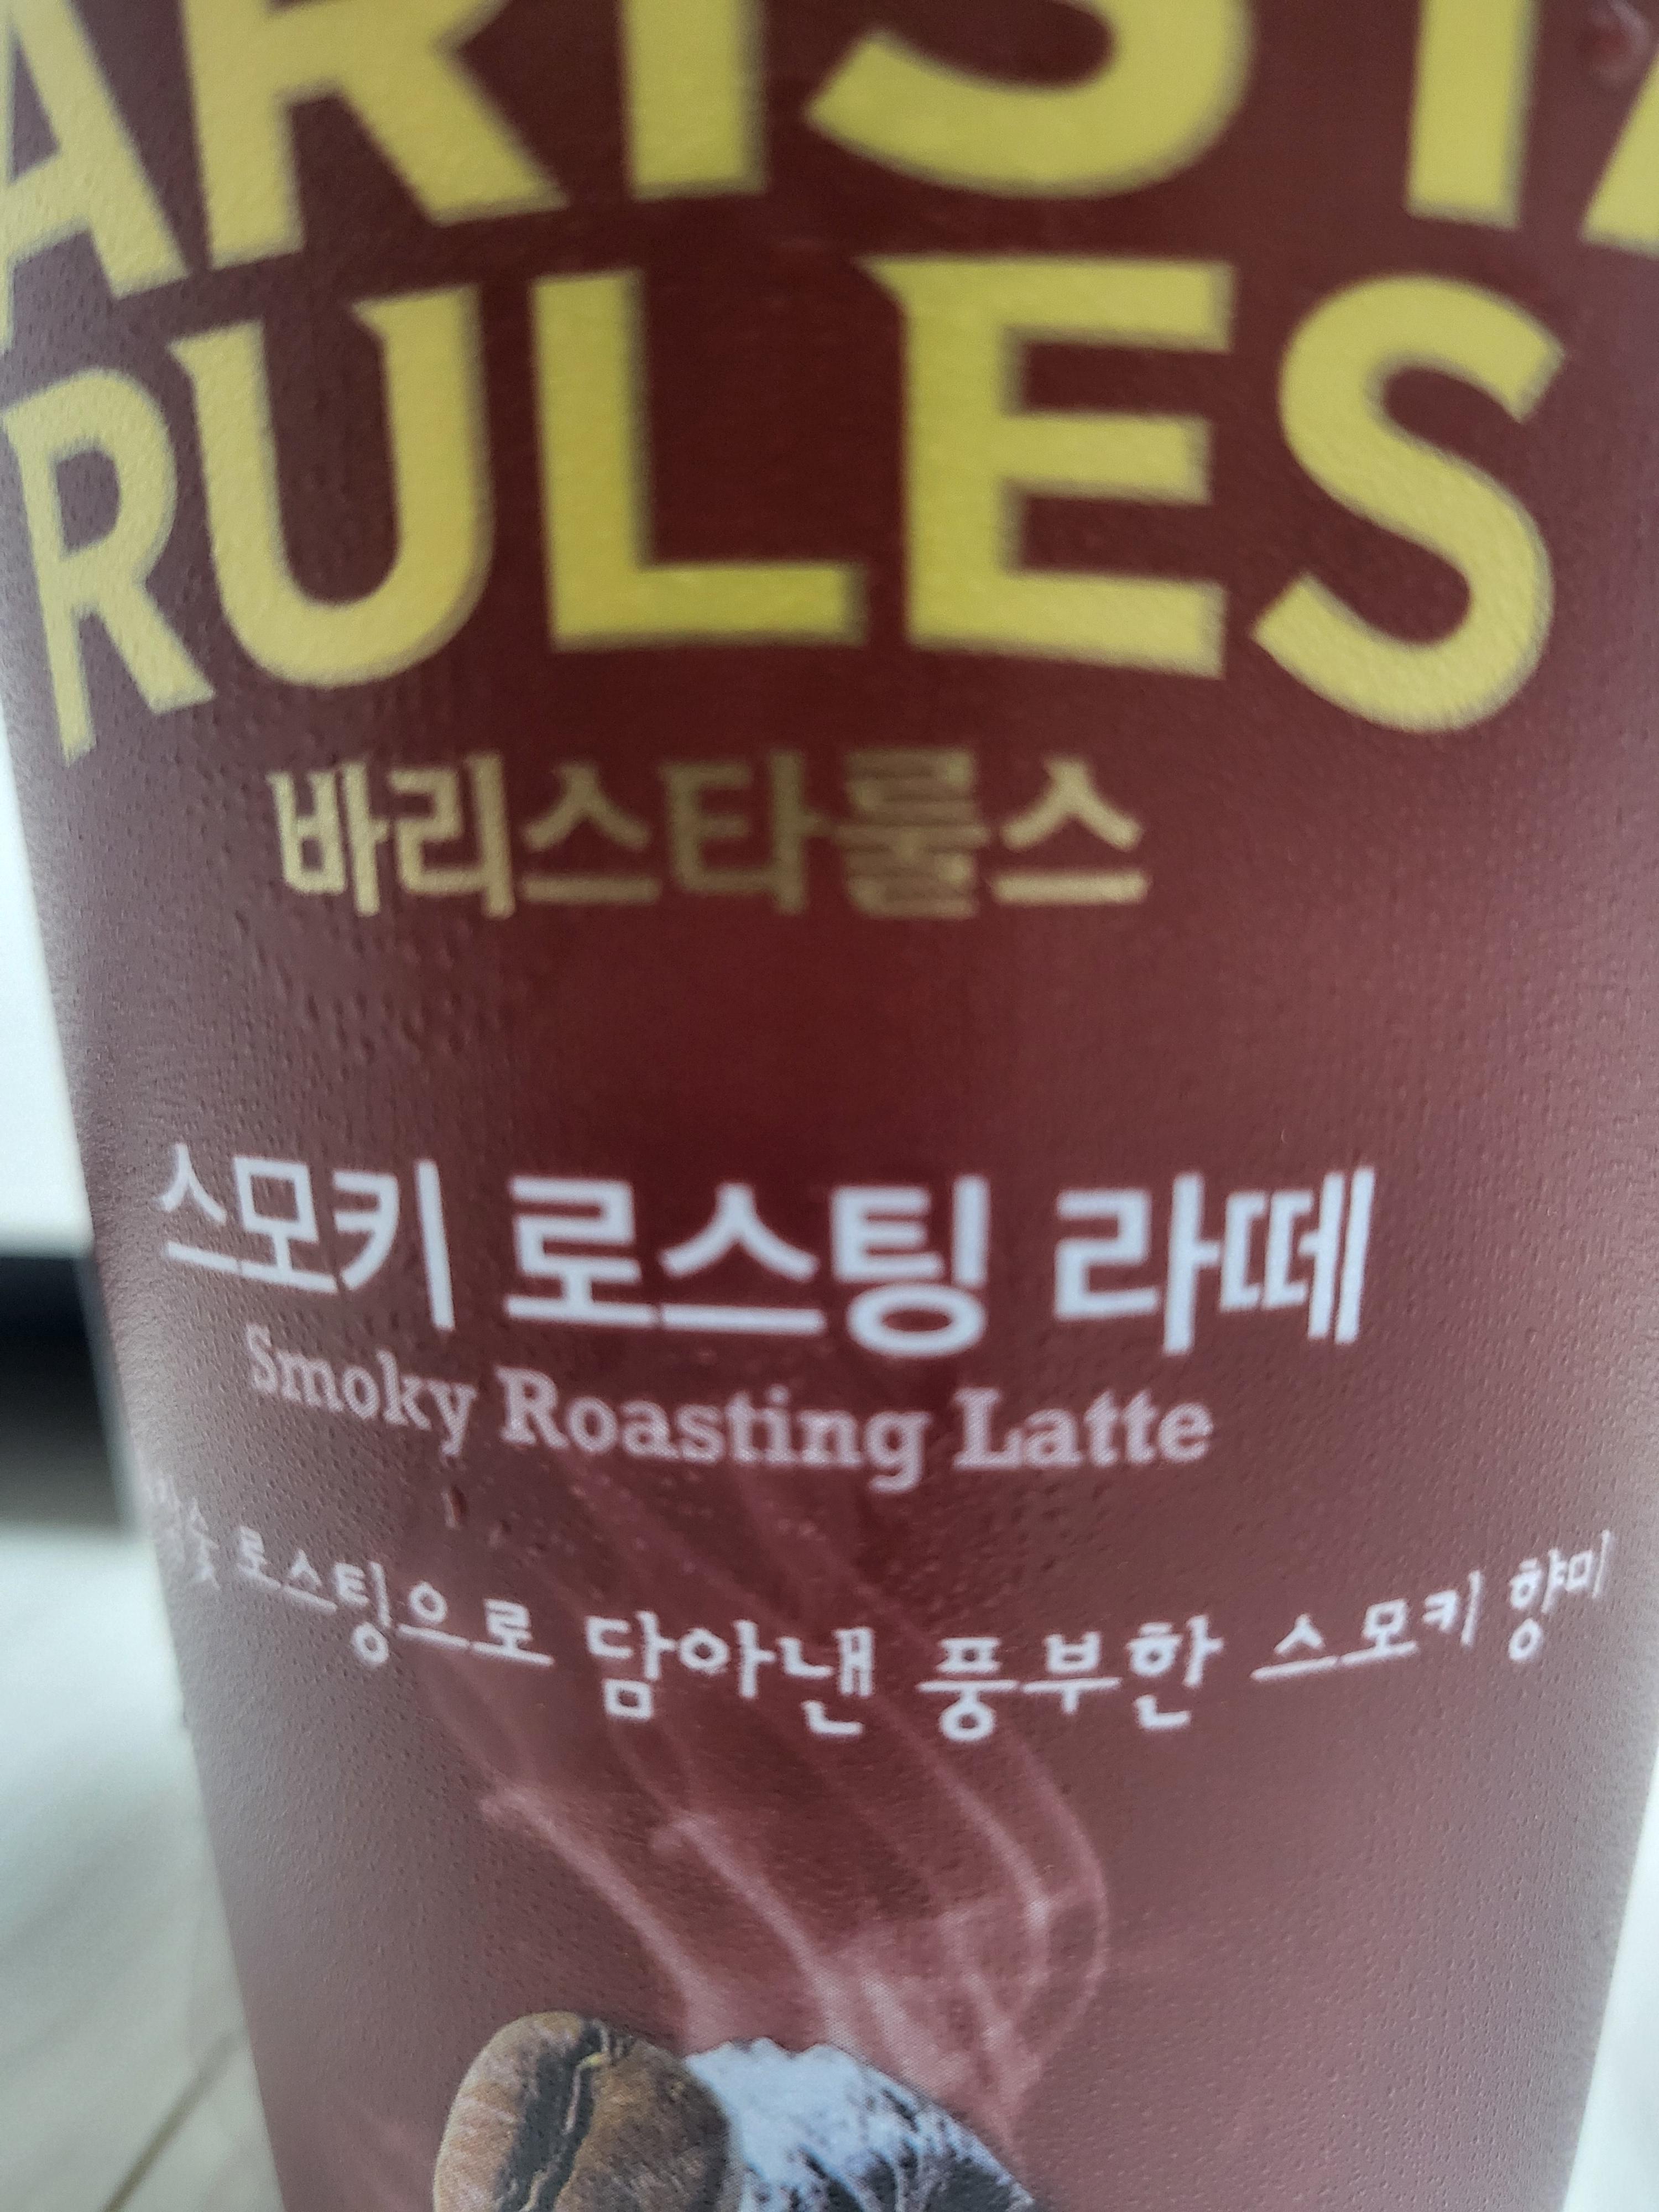 ARISTA
RULES
바리스타룰스
스모키 로스팅 라떼
Smoky Roasting Latte
로스팅으로 담아낸 풍부한 스모키 향미